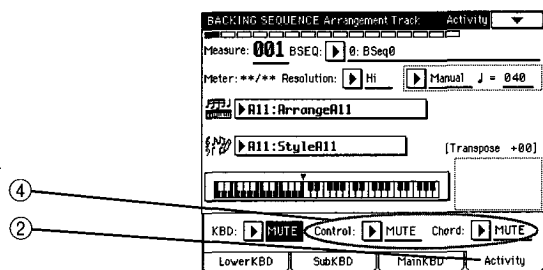 BACKING SEQUENCE Arrangement Track Activity
Measure: 001 BSEQ: 0: BSeq0
Meter: **/** Resolution: Hi Manual ♩ = 040
A11:ArrangeA11
A11:StyleA11 [Transpose +00]
④ KBD: MUTE Control: MUTE Chord: MUTE
② LowerKBD SubKBD MainKBD Activity